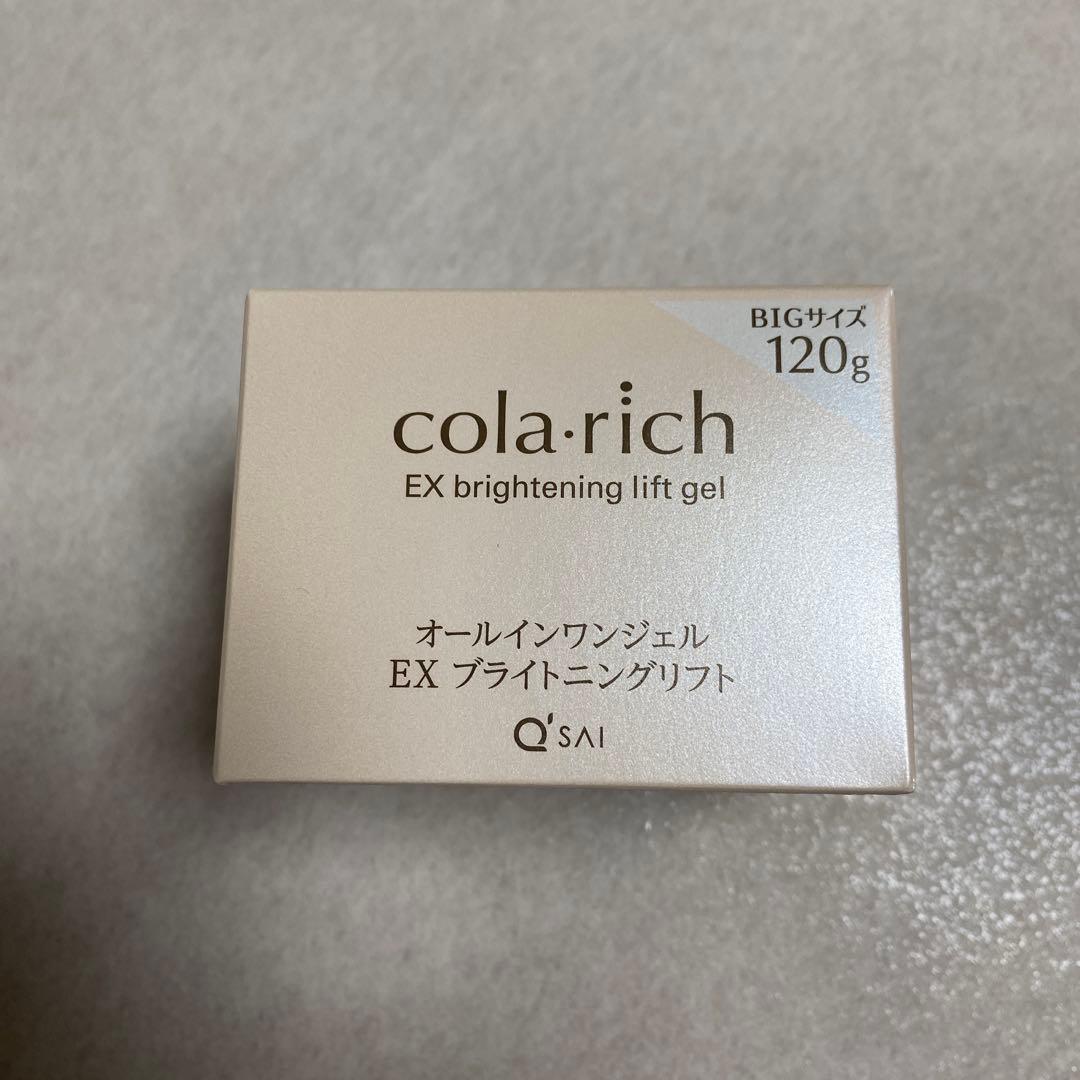 BIGサイズ
120g
cola·rich
EX brightening lift gel
オールインワンジェル
EX ブライトニングリフト
Q'SAI